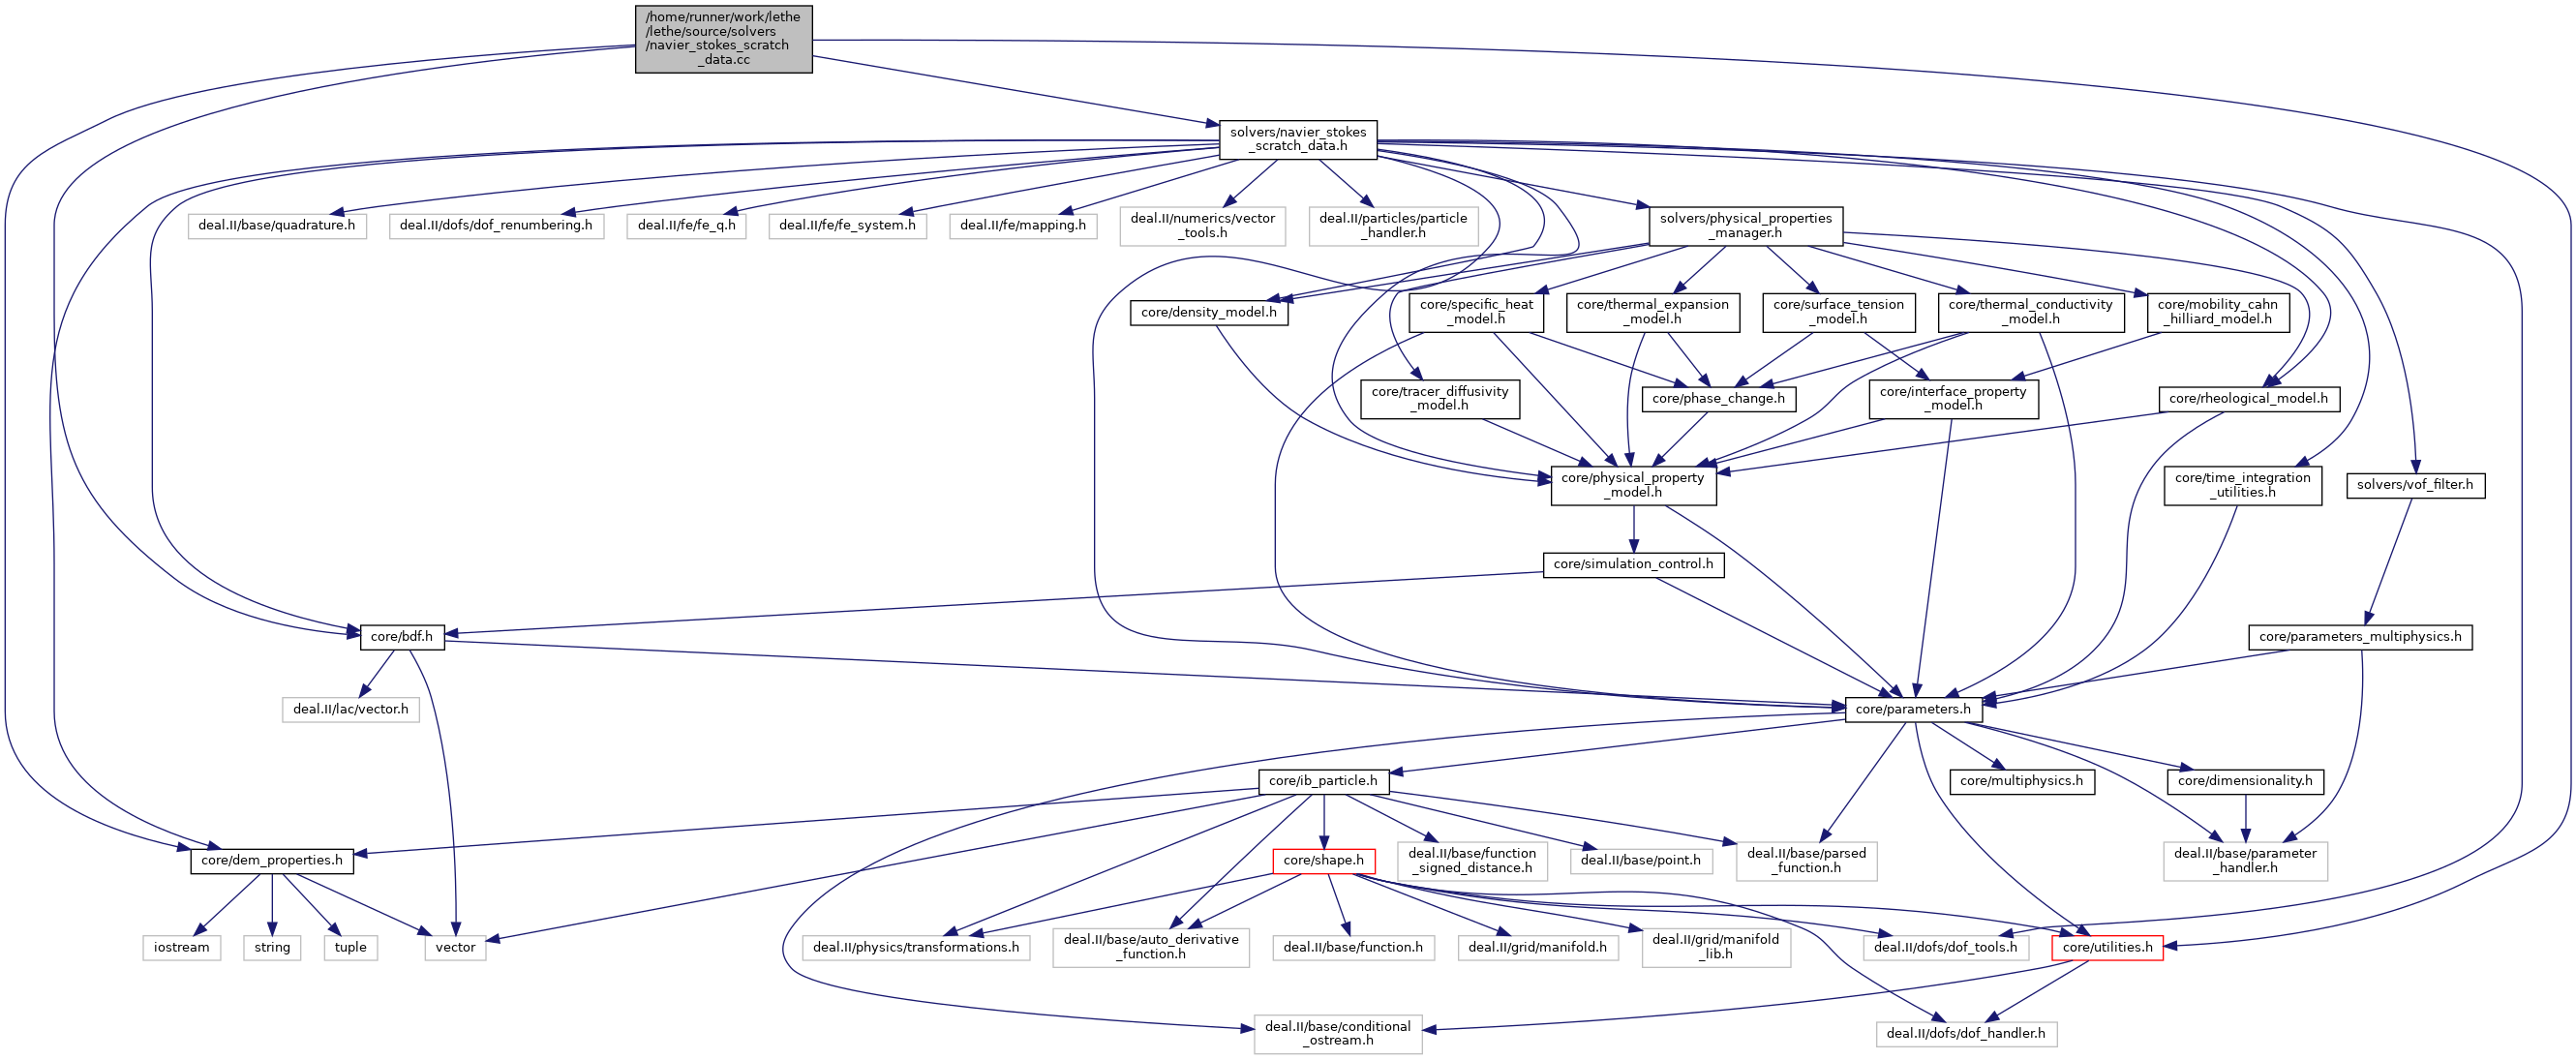 /home/runner/work/lethe
/lethe/source/solvers
/navier_stokes_scratch
_data.cc
solvers/navier_stokes
_scratch_data.h
deal.II/base/quadrature.h
deal.II/dofs/dof_renumbering.h
deal.II/fe/fe_q.h
deal.II/fe/fe_system.h
deal.II/fe/mapping.h
deal.II/numerics/vector
_tools.h
deal.II/particles/particle
_handler.h
solvers/physical_properties
_manager.h
core/density_model.h
core/specific_heat
_model.h
core/thermal_expansion
_model.h
core/surface_tension
_model.h
core/thermal_conductivity
_model.h
core/mobility_cahn
_hilliard_model.h
core/tracer_diffusivity
_model.h
core/phase_change.h
core/interface_property
_model.h
core/rheological_model.h
core/physical_property
_model.h
core/time_integration
_utilities.h
solvers/vof_filter.h
core/simulation_control.h
core/bdf.h
core/parameters_multiphysics.h
deal.II/lac/vector.h
core/parameters.h
core/ib_particle.h
core/multiphysics.h
core/dimensionality.h
core/dem_properties.h
core/shape.h
deal.II/base/function
_signed_distance.h
deal.II/base/point.h
deal.II/base/parsed
_function.h
deal.II/base/parameter
_handler.h
iostream
string
tuple
vector
deal.II/physics/transformations.h
deal.II/base/auto_derivative
_function.h
deal.II/base/function.h
deal.II/grid/manifold.h
deal.II/grid/manifold
_lib.h
deal.II/dofs/dof_tools.h
core/utilities.h
deal.II/base/conditional
_ostream.h
deal.II/dofs/dof_handler.h